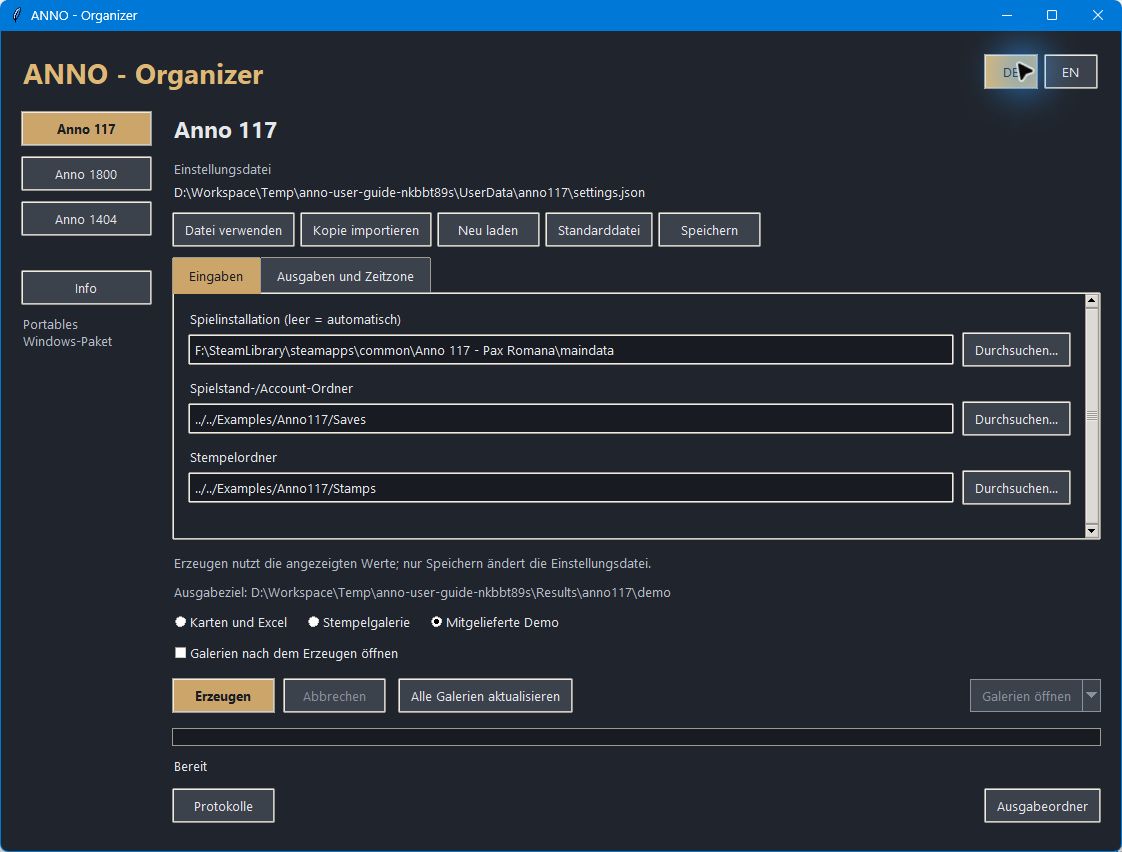 ANNO - Organizer
ANNO - Organizer
DE
EN
Anno 117
Anno 1800
Anno 1404
Info
Portables
Windows-Paket
Anno 117
Einstellungsdatei
D:\Workspace\Temp\anno-user-guide-nkbbt89s\UserData\anno117\settings.json
Datei verwenden
Kopie importieren
Neu laden
Standarddatei
Speichern
Eingaben
Ausgaben und Zeitzone
Spielinstallation (leer = automatisch)
F:\SteamLibrary\steamapps\common\Anno 117 - Pax Romana\maindata
Durchsuchen...
Spielstand-/Account-Ordner
../../Examples/Anno117/Saves
Durchsuchen...
Stempelordner
../../Examples/Anno117/Stamps
Durchsuchen...
Erzeugen nutzt die angezeigten Werte; nur Speichern ändert die Einstellungsdatei.
Ausgabeziel: D:\Workspace\Temp\anno-user-guide-nkbbt89s\Results\anno117\demo
Karten und Excel
Stempelgalerie
Mitgelieferte Demo
Galerien nach dem Erzeugen öffnen
Erzeugen
Abbrechen
Alle Galerien aktualisieren
Galerien öffnen
Bereit
Protokolle
Ausgabeordner